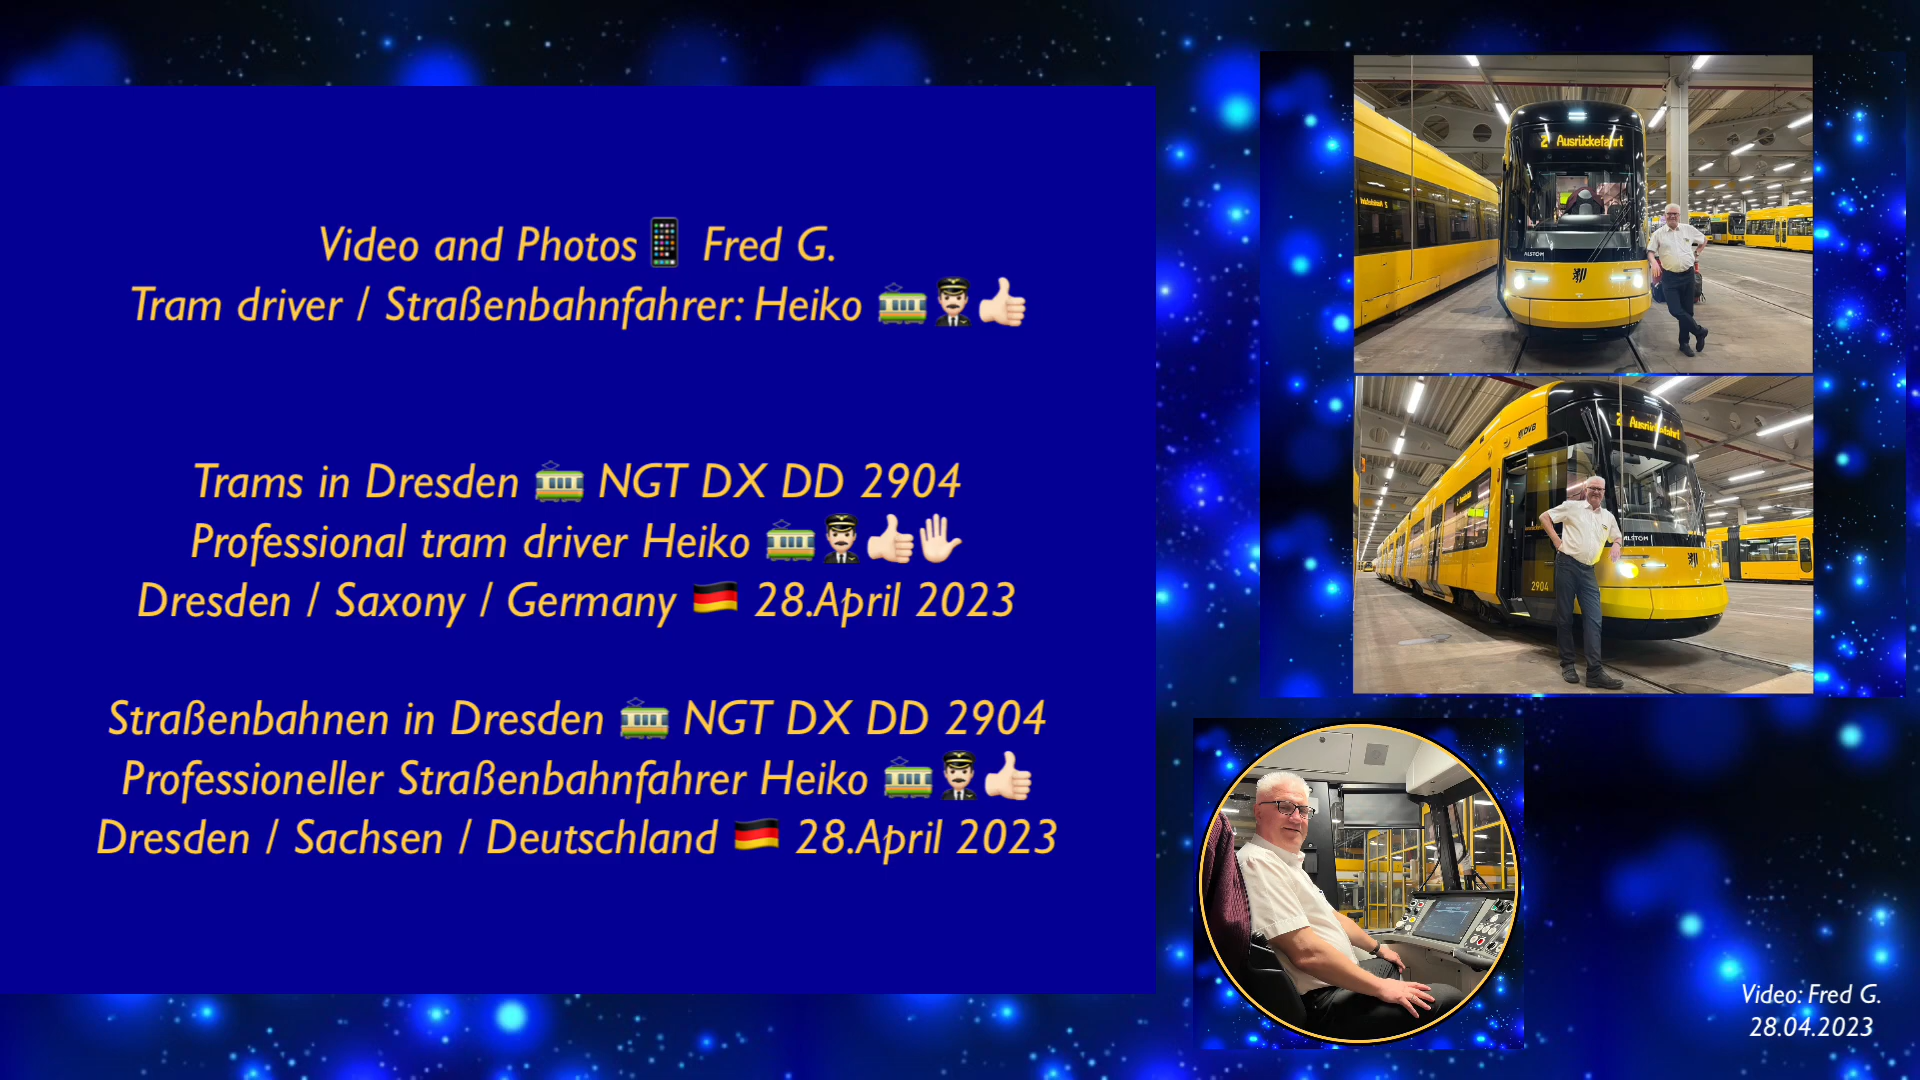 Video and Photos📱 Fred G.
Tram driver / Straßenbahnfahrer: Heiko 🚋👨🏻‍✈️👍🏻
Trams in Dresden 🚋 NGT DX DD 2904
Professional tram driver Heiko 🚋👨🏻‍✈️👍🏻👋🏻
Dresden / Saxony / Germany 🇩🇪 28.April 2023
Straßenbahnen in Dresden 🚋 NGT DX DD 2904
Professioneller Straßenbahnfahrer Heiko 🚋👨🏻‍✈️👍🏻
Dresden / Sachsen / Deutschland 🇩🇪 28.April 2023
2 Ausrückefahrt
ALSTOM
DVB
2 Ausrückefahrt
ALSTOM
2904
Video: Fred G.
28.04.2023